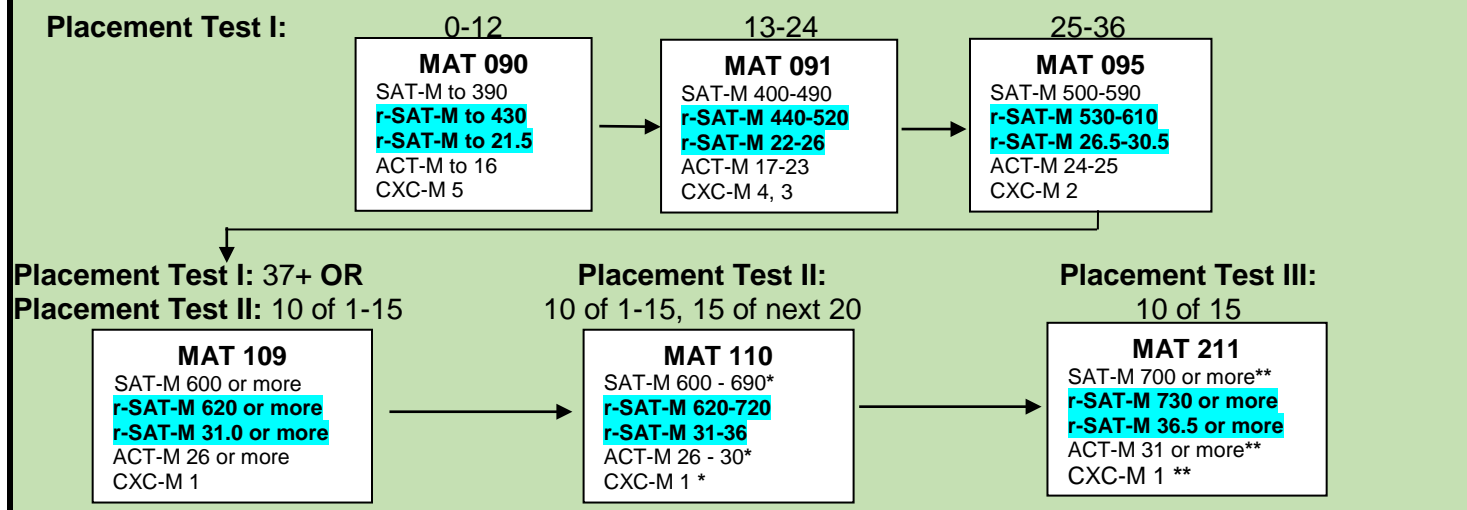 Placement Test I: 0-12 13-24 25-36
MAT 090
SAT-M to 390
r-SAT-M to 430
r-SAT-M to 21.5
ACT-M to 16
CXC-M 5
MAT 091
SAT-M 400-490
r-SAT-M 440-520
r-SAT-M 22-26
ACT-M 17-23
CXC-M 4, 3
MAT 095
SAT-M 500-590
r-SAT-M 530-610
r-SAT-M 26.5-30.5
ACT-M 24-25
CXC-M 2
Placement Test I: 37+ OR
Placement Test II: 10 of 1-15
MAT 109
SAT-M 600 or more
r-SAT-M 620 or more
r-SAT-M 31.0 or more
ACT-M 26 or more
CXC-M 1
Placement Test II:
10 of 1-15, 15 of next 20
MAT 110
SAT-M 600 - 690*
r-SAT-M 620-720
r-SAT-M 31-36
ACT-M 26 - 30*
CXC-M 1 *
Placement Test III:
10 of 15
MAT 211
SAT-M 700 or more**
r-SAT-M 730 or more
r-SAT-M 36.5 or more
ACT-M 31 or more**
CXC-M 1 **